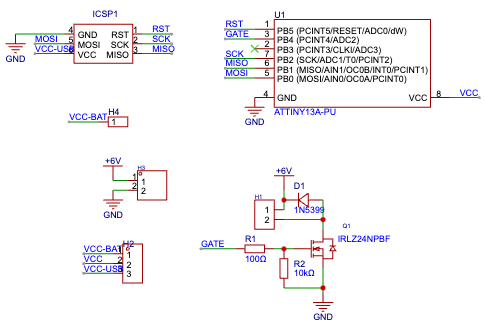 ICSP1
4 GND RST 1 RST
MOSI 5 MOSI SCK 2 SCK
VCC-USB 6 VCC MISO 3 MISO
GND
U1
RST 1 PB5 (PCINT5/RESET/ADC0/dW)
GATE 3 PB4 (PCINT4/ADC2)
2 PB3 (PCINT3/CLKI/ADC3)
SCK 7 PB2 (SCK/ADC1/T0/PCINT2)
MISO 6 PB1 (MISO/AIN1/OC0B/INT0/PCINT1)
MOSI 5 PB0 (MOSI/AIN0/OC0A/PCINT0)
4 GND VCC 8 VCC
ATTINY13A-PU
GND
H4
VCC-BAT 1
+6V
H3
1 1
2 2
GND
H2
VCC-BAT 1 1
VCC 2 2
VCC-USB 3 3
+6V
D1
1N5399
H1
1
2
Q1
IRLZ24NPBF
GATE R1
100Ω
R2
10kΩ
GND